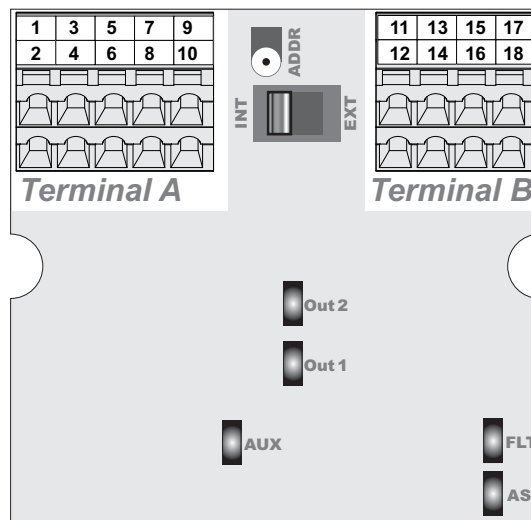 1 3 5 7 9
2 4 6 8 10
ADDR
INT
EXT
11 13 15 17
12 14 16 18
Terminal A
Terminal B
Out 2
Out 1
AUX
FLT
AS